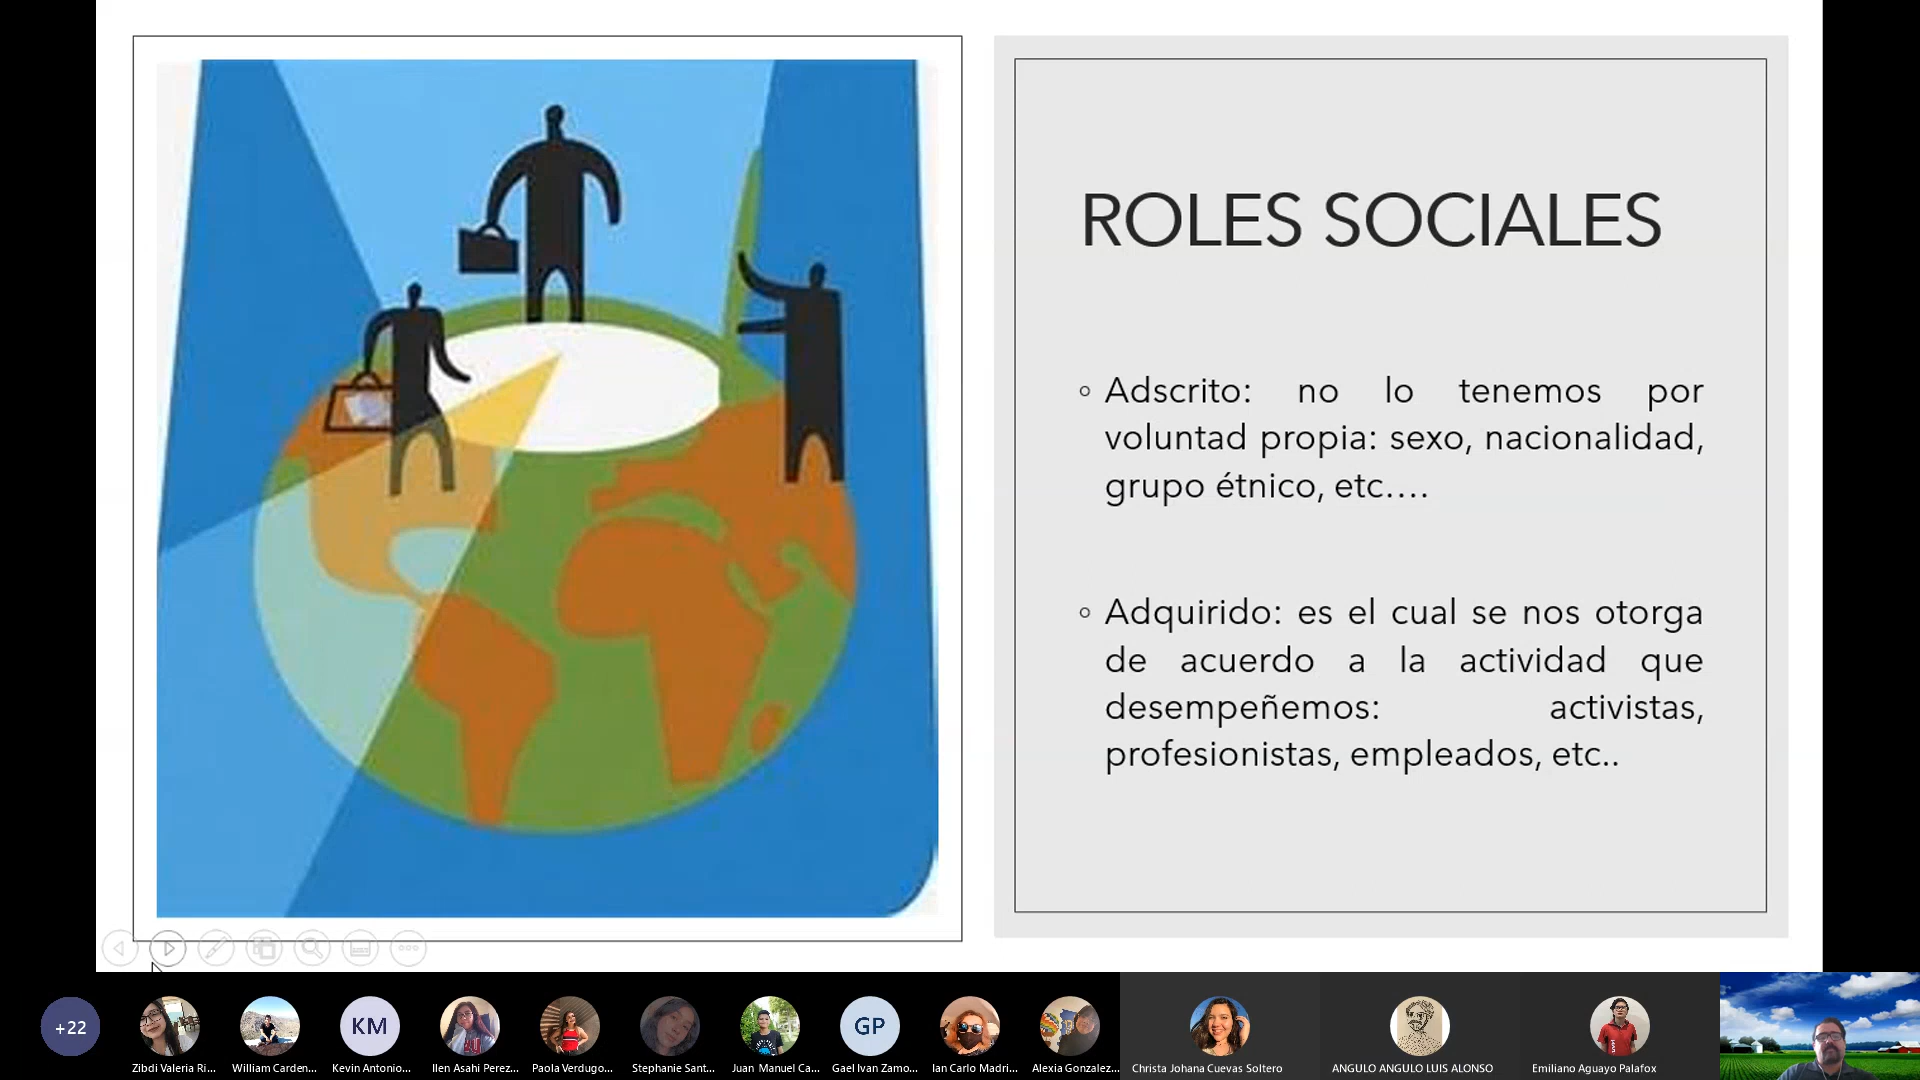 ROLES SOCIALES
◦ Adscrito: no lo tenemos por
voluntad propia: sexo, nacionalidad,
grupo étnico, etc….
◦ Adquirido: es el cual se nos otorga
de acuerdo a la actividad que
desempeñemos: activistas,
profesionistas, empleados, etc..
+22
KM
GP
Zibdi Valeria Ri...
William Carden...
Kevin Antonio...
Ilen Asahi Perez...
Paola Verdugo...
Stephanie Sant...
Juan Manuel Ca...
Gael Ivan Zamo...
Ian Carlo Madri...
Alexia Gonzalez...
Christa Johana Cuevas Soltero
ANGULO ANGULO LUIS ALONSO
Emiliano Aguayo Palafox